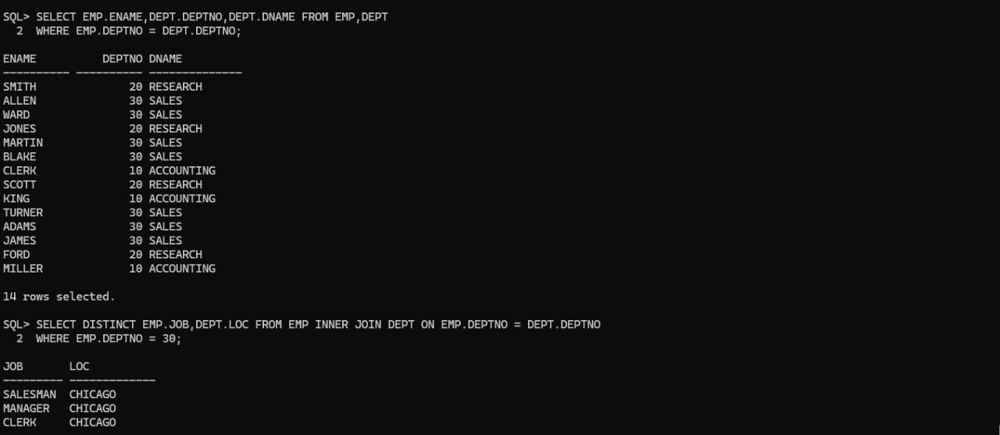 SQL> SELECT EMP.ENAME,DEPT.DEPTNO,DEPT.DNAME FROM EMP,DEPT
  2  WHERE EMP.DEPTNO = DEPT.DEPTNO;

ENAME          DEPTNO DNAME
---------- ---------- --------------
SMITH              20 RESEARCH
ALLEN              30 SALES
WARD               30 SALES
JONES              20 RESEARCH
MARTIN             30 SALES
BLAKE              30 SALES
CLERK              10 ACCOUNTING
SCOTT              20 RESEARCH
KING               10 ACCOUNTING
TURNER             30 SALES
ADAMS              30 SALES
JAMES              30 SALES
FORD               20 RESEARCH
MILLER             10 ACCOUNTING

14 rows selected.

SQL> SELECT DISTINCT EMP.JOB,DEPT.LOC FROM EMP INNER JOIN DEPT ON EMP.DEPTNO = DEPT.DEPTNO
  2  WHERE EMP.DEPTNO = 30;

JOB       LOC
--------- -------------
SALESMAN  CHICAGO
MANAGER   CHICAGO
CLERK     CHICAGO